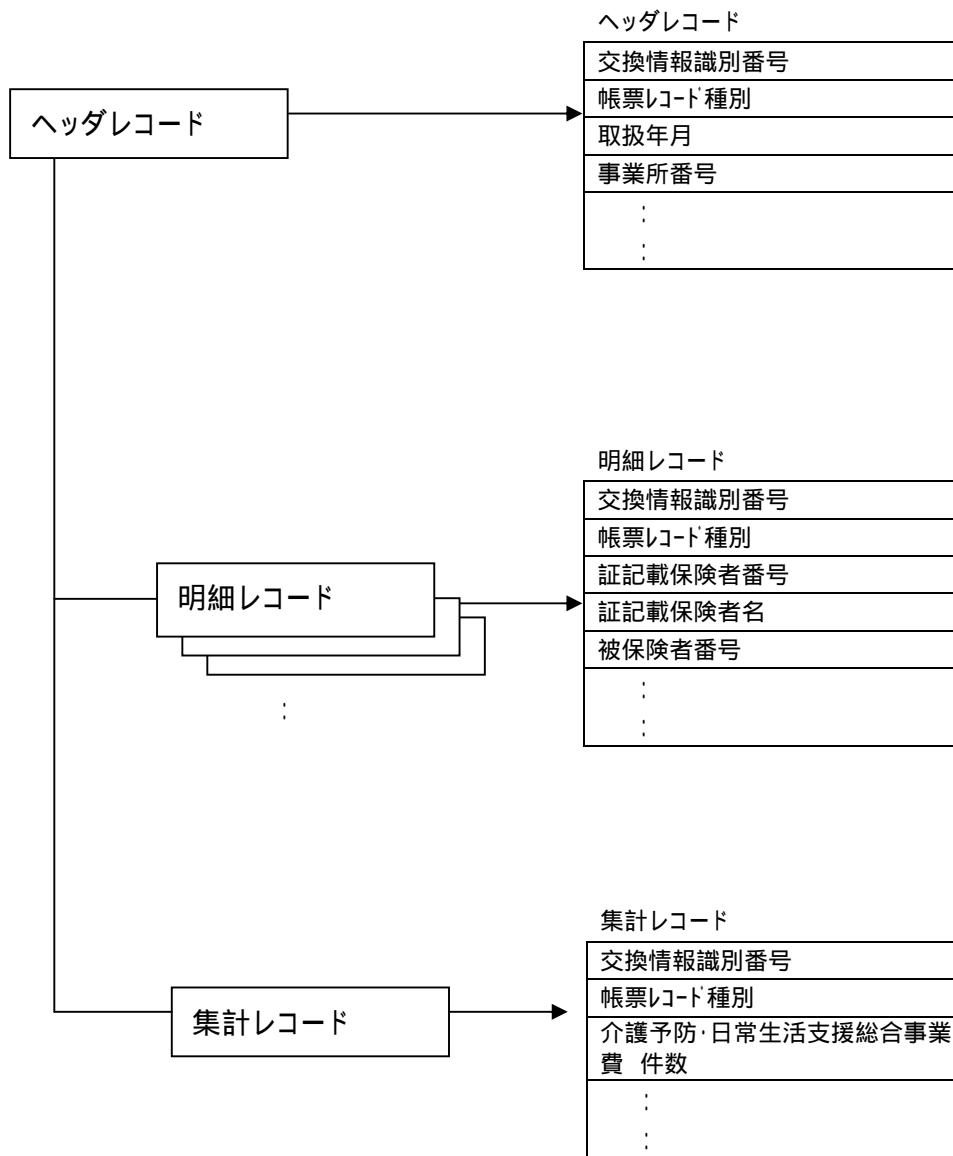 ヘッダレコード
ヘッダレコード
交換情報識別番号
帳票ﾚｺｰﾄﾞ種別
取扱年月
事業所番号
:
:
明細レコード
:
明細レコード
交換情報識別番号
帳票ﾚｺｰﾄﾞ種別
証記載保険者番号
証記載保険者名
被保険者番号
:
:
集計レコード
集計レコード
交換情報識別番号
帳票ﾚｺｰﾄﾞ種別
介護予防･日常生活支援総合事業
費 件数
:
: